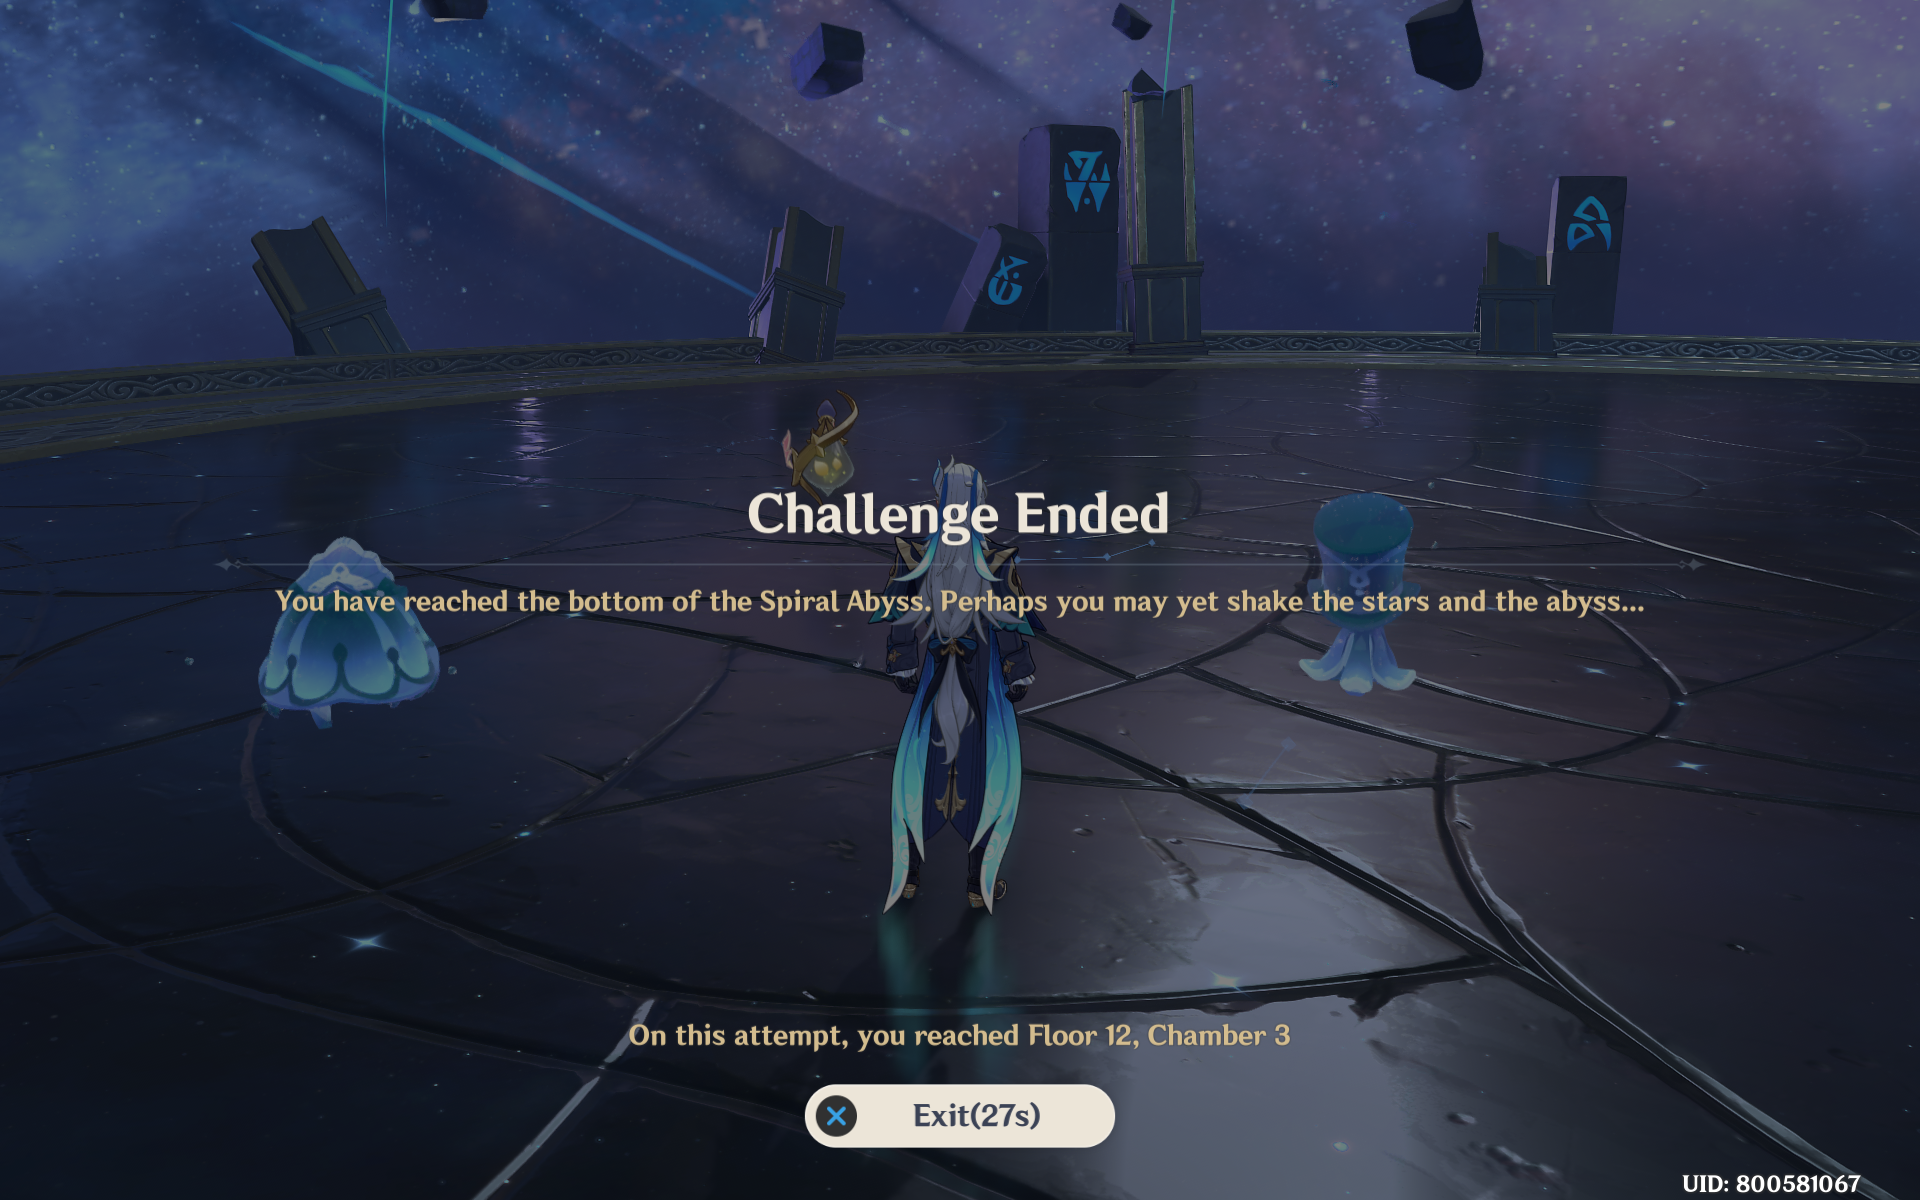 Challenge Ended
You have reached the bottom of the Spiral Abyss. Perhaps you may yet shake the stars and the abyss...
On this attempt, you reached Floor 12, Chamber 3
Exit(27s)
UID: 800581067